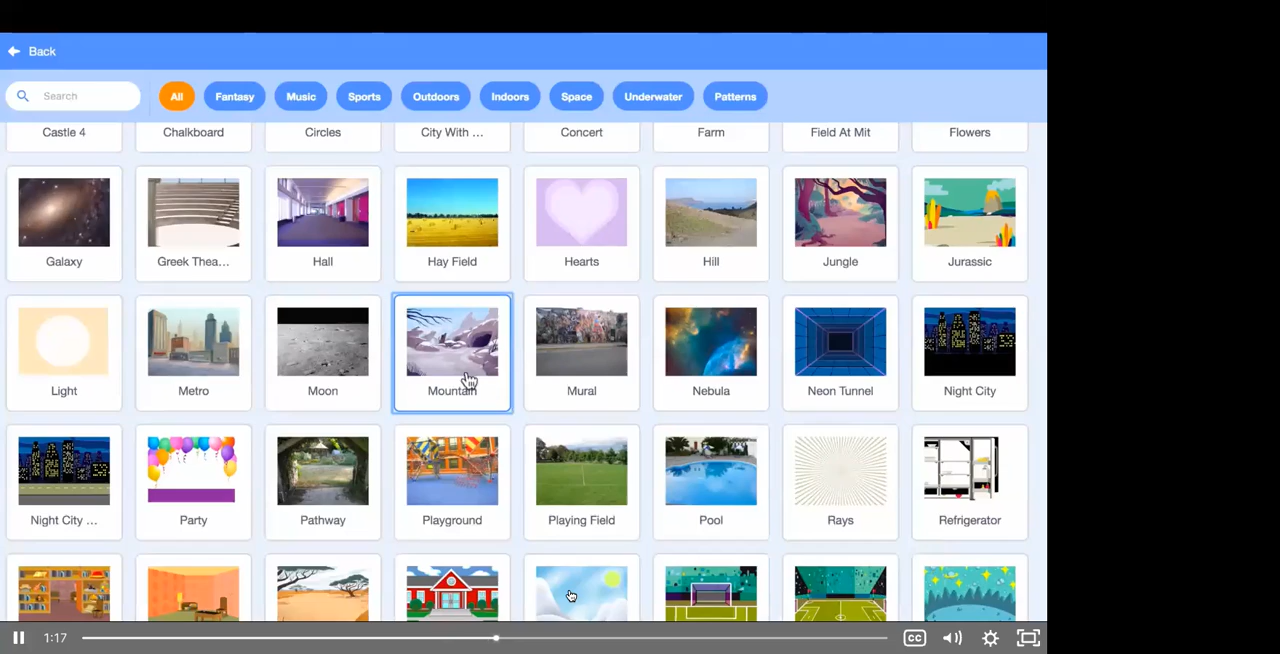 Back
Search All Fantasy Music Sports Outdoors Indoors Space Underwater Patterns
Castle 4 Chalkboard Circles City With ... Concert Farm Field At Mit Flowers
Galaxy Greek Thea... Hall Hay Field Hearts Hill Jungle Jurassic
Light Metro Moon Mountain Mural Nebula Neon Tunnel Night City
Night City ... Party Pathway Playground Playing Field Pool Rays Refrigerator
1:17 CC